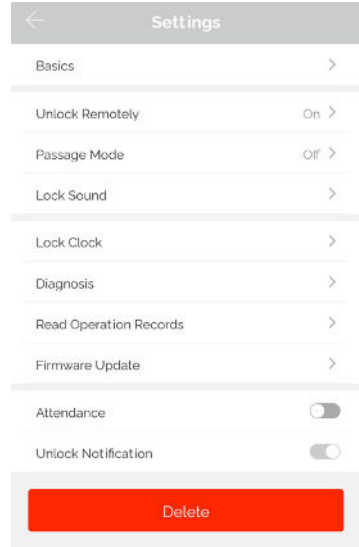 Settings
Basics
Unlock Remotely On
Passage Mode Off
Lock Sound
Lock Clock
Diagnosis
Read Operation Records
Firmware Update
Attendance
Unlock Notification
Delete